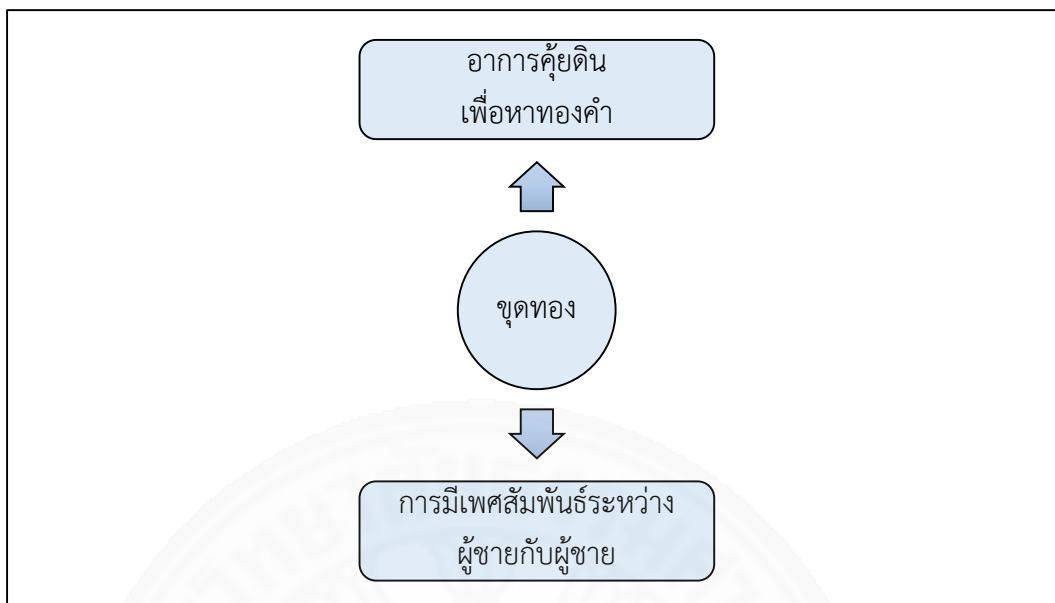 อาการคุ้ยดิน
เพื่อหาทองคำ
ขุดทอง
การมีเพศสัมพันธ์ระหว่าง
ผู้ชายกับผู้ชาย